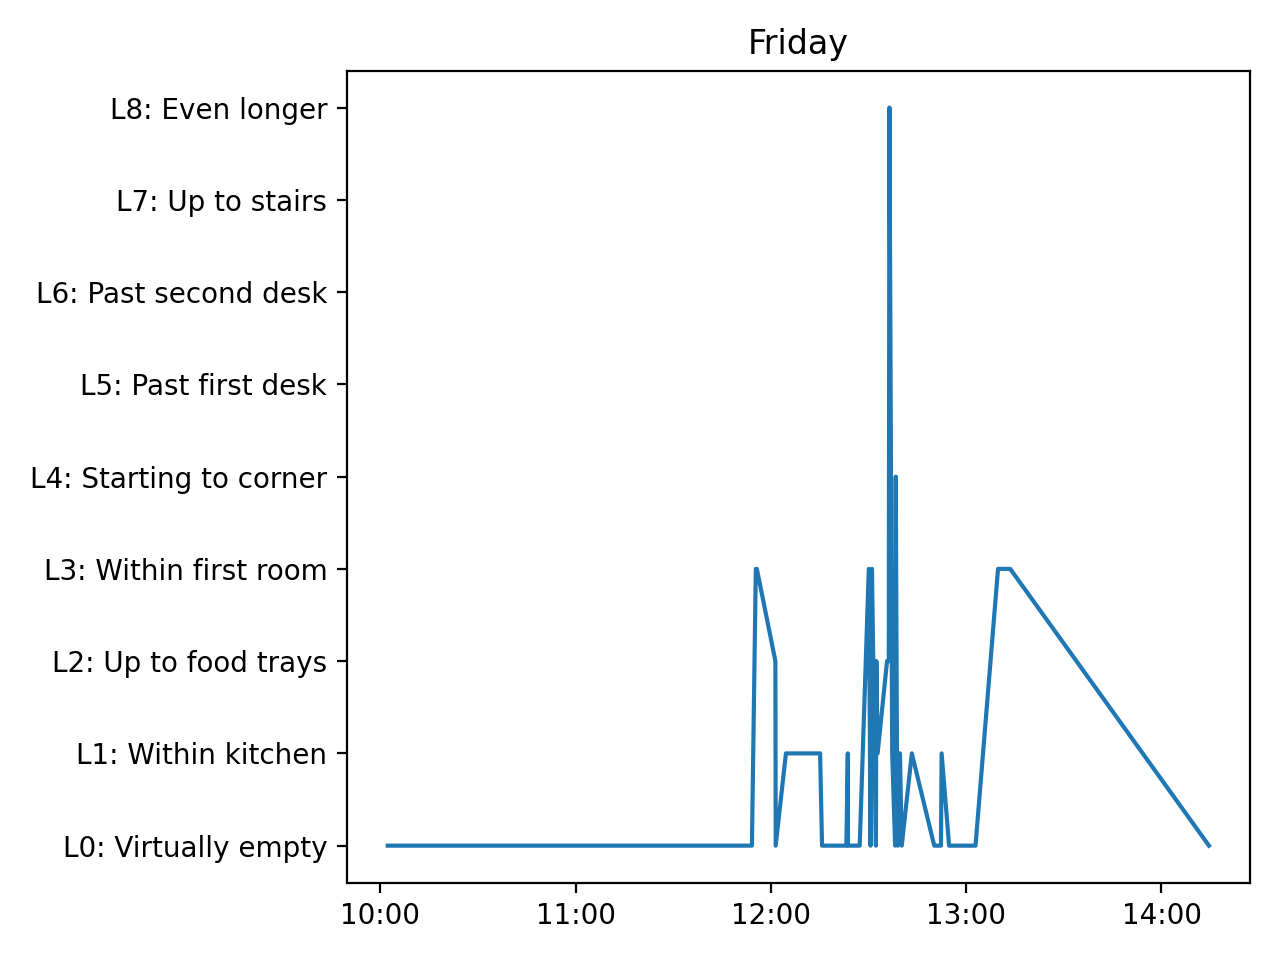 Friday
L8: Even longer
L7: Up to stairs
L6: Past second desk
L5: Past first desk
L4: Starting to corner
L3: Within first room
L2: Up to food trays
L1: Within kitchen
L0: Virtually empty
10:00 11:00 12:00 13:00 14:00